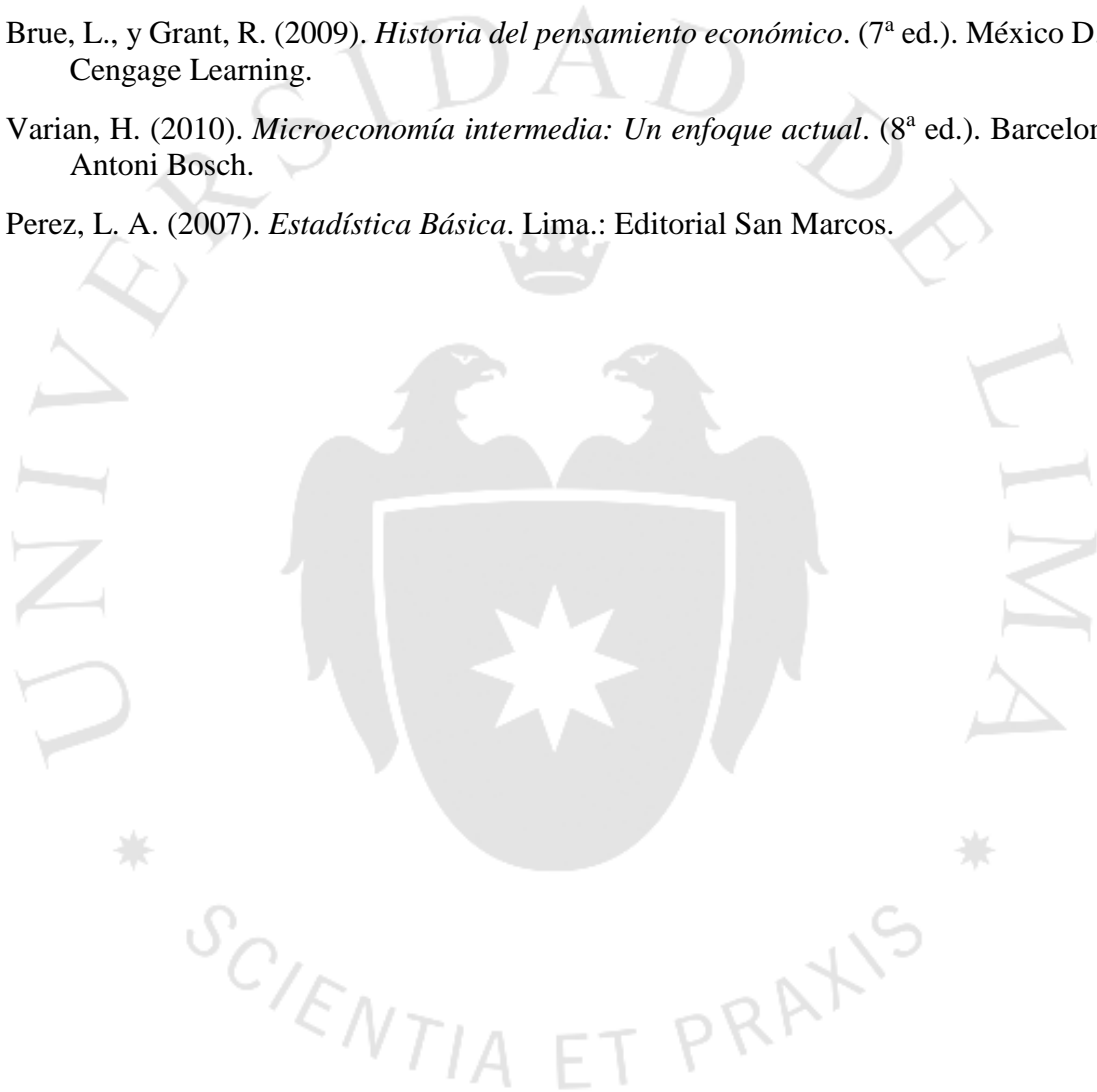 Brue, L., y Grant, R. (2009). Historia del pensamiento económico. (7ª ed.). México D.
Cengage Learning.
Varian, H. (2010). Microeconomía intermedia: Un enfoque actual. (8ª ed.). Barcelon
Antoni Bosch.
Perez, L. A. (2007). Estadística Básica. Lima.: Editorial San Marcos.
UNIVERSIDAD DE LIMA
SCIENTIA ET PRAXIS